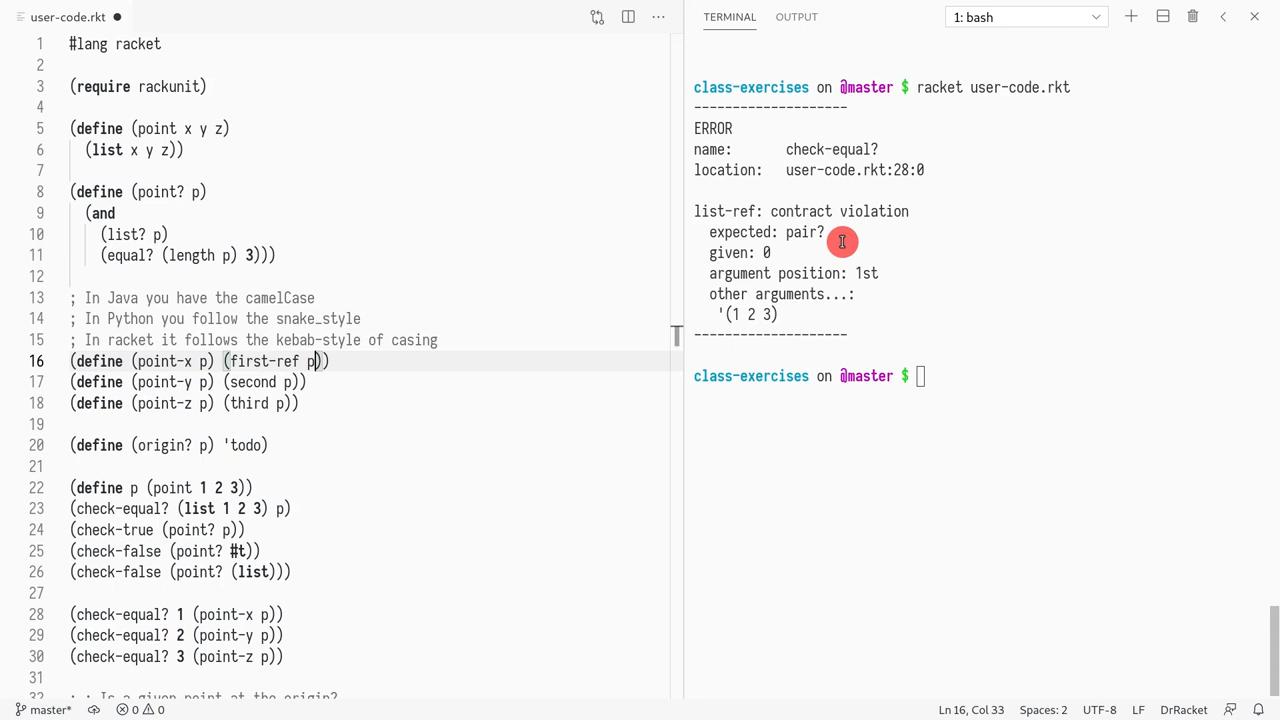 user-code.rkt
TERMINAL OUTPUT 1: bash
1 #lang racket
2
3 (require rackunit)
4
5 (define (point x y z)
6 (list x y z))
7
8 (define (point? p)
9 (and
10 (list? p)
11 (equal? (length p) 3)))
12
13 ; In Java you have the camelCase
14 ; In Python you follow the snake_style
15 ; In racket it follows the kebab-style of casing
16 (define (point-x p) (first-ref p))
17 (define (point-y p) (second p))
18 (define (point-z p) (third p))
19
20 (define (origin? p) 'todo)
21
22 (define p (point 1 2 3))
23 (check-equal? (list 1 2 3) p)
24 (check-true (point? p))
25 (check-false (point? #t))
26 (check-false (point? (list)))
27
28 (check-equal? 1 (point-x p))
29 (check-equal? 2 (point-y p))
30 (check-equal? 3 (point-z p))
31
32 ; ; Is a given point at the origin?
class-exercises on @master $ racket user-code.rkt
--------------------
ERROR
name: check-equal?
location: user-code.rkt:28:0
list-ref: contract violation
expected: pair?
given: 0
argument position: 1st
other arguments...:
'(1 2 3)
--------------------
class-exercises on @master $
master* 0 0 Ln 16, Col 33 Spaces: 2 UTF-8 LF DrRacket